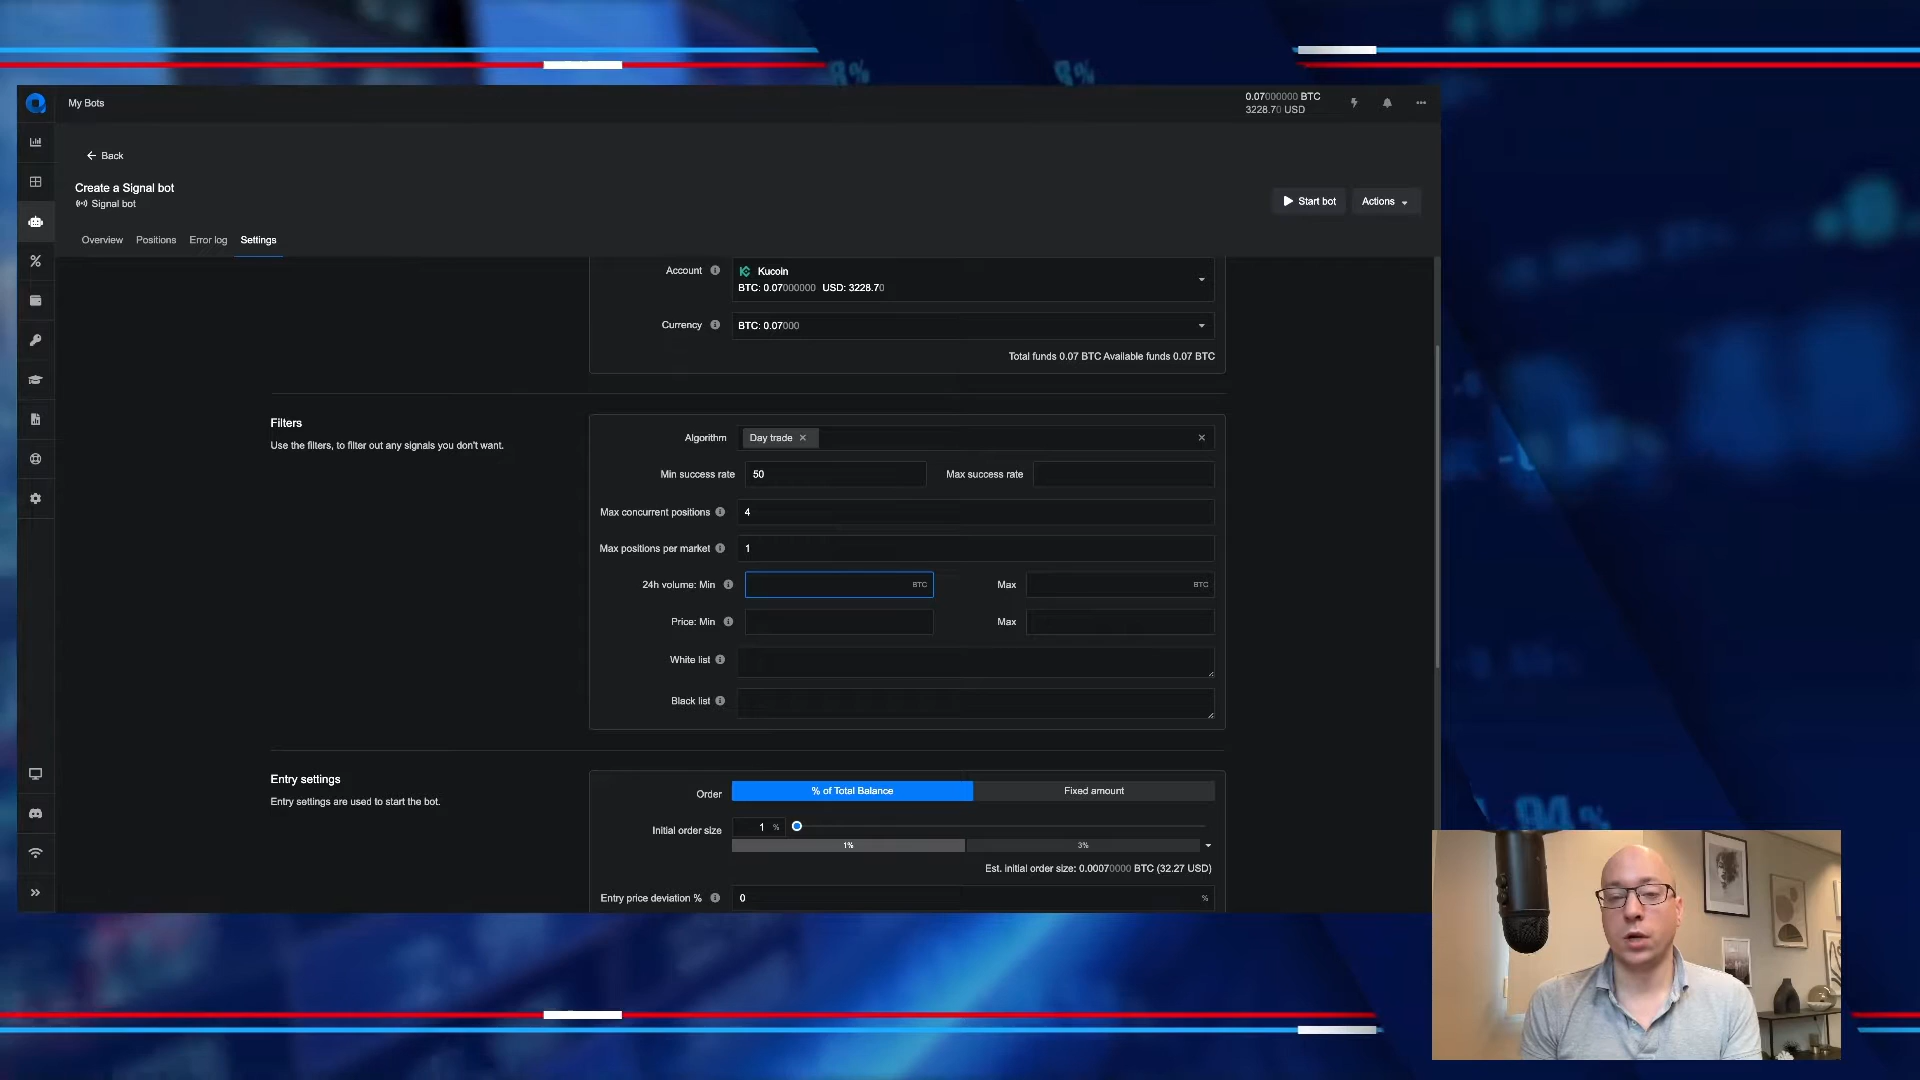 My Bots
0.07000000 BTC
3228.70 USD
Back
Create a Signal bot
Signal bot
Start bot
Actions
Overview Positions Error log Settings
Account
Kucoin
BTC: 0.07000000 USD: 3228.70
Currency
BTC: 0.07000
Total funds 0.07 BTC Available funds 0.07 BTC
Filters
Use the filters, to filter out any signals you don't want.
Algorithm Day trade
Min success rate 50 Max success rate
Max concurrent positions 4
Max positions per market 1
24h volume: Min BTC Max BTC
Price: Min Max
White list
Black list
Entry settings
Entry settings are used to start the bot.
Order % of Total Balance Fixed amount
Initial order size 1 %
1% 3%
Est. initial order size: 0.00070000 BTC (32.27 USD)
Entry price deviation % 0 %